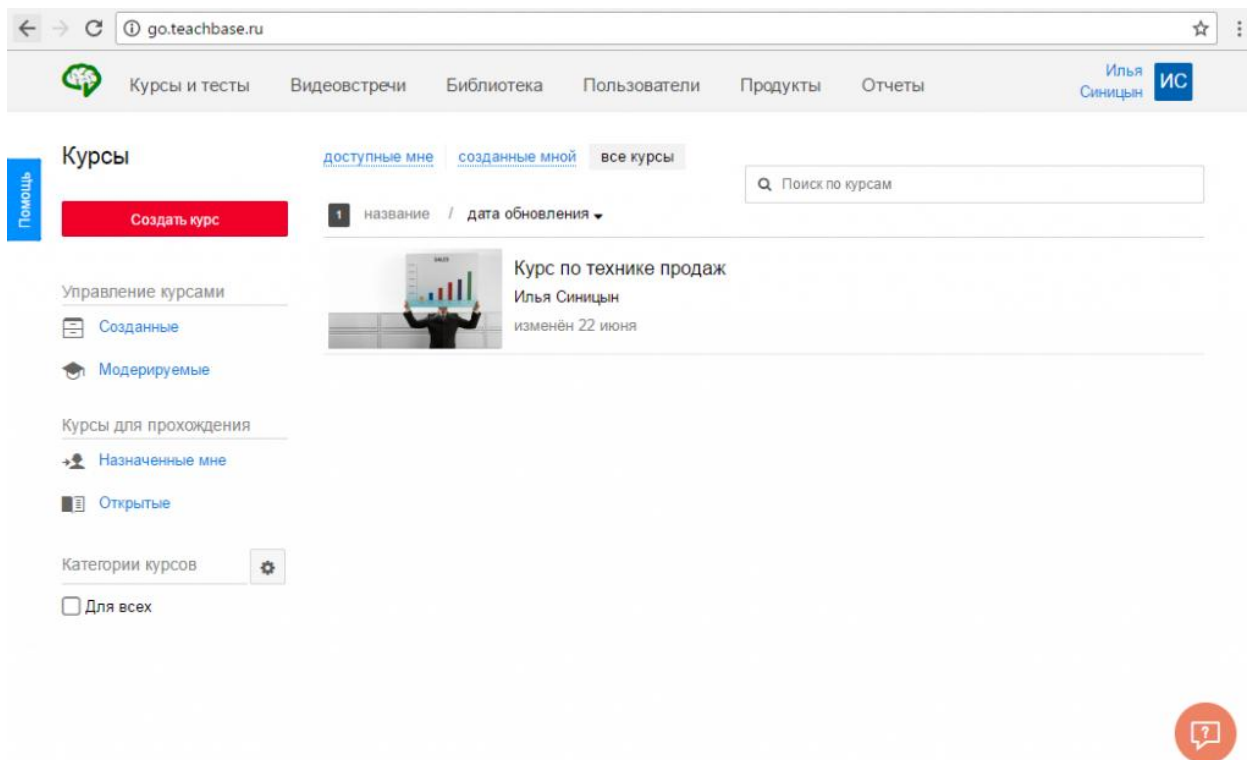 go.teachbase.ru
Курсы и тесты Видеовстречи Библиотека Пользователи Продукты Отчеты
Илья
Синицын
ИС
Помощь
Курсы
Создать курс
Управление курсами
Созданные
Модерируемые
Курсы для прохождения
Назначенные мне
Открытые
Категории курсов
Для всех
доступные мне созданные мной все курсы
Поиск по курсам
1 название / дата обновления
SALES
Курс по технике продаж
Илья Синицын
изменён 22 июня
?